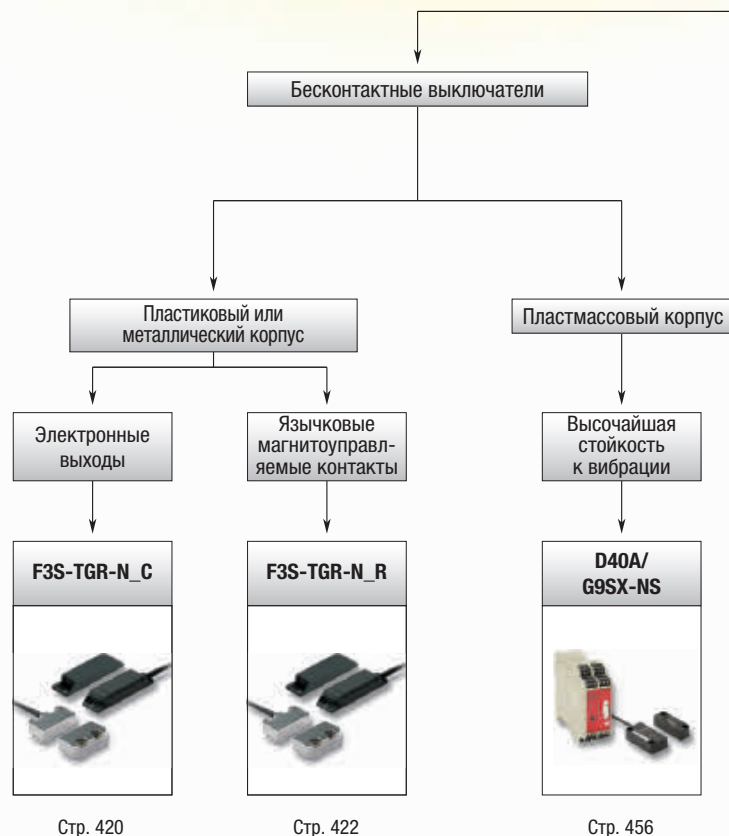 Бесконтактные выключатели
Пластиковый или
металлический корпус
Пластмассовый корпус
Электронные
выходы
Язычковые
магнитоуправл-
яемые контакты
Высочайшая
стойкость
к вибрации
F3S-TGR-N_C
F3S-TGR-N_R
D40A/
G9SX-NS
Стр. 420
Стр. 422
Стр. 456